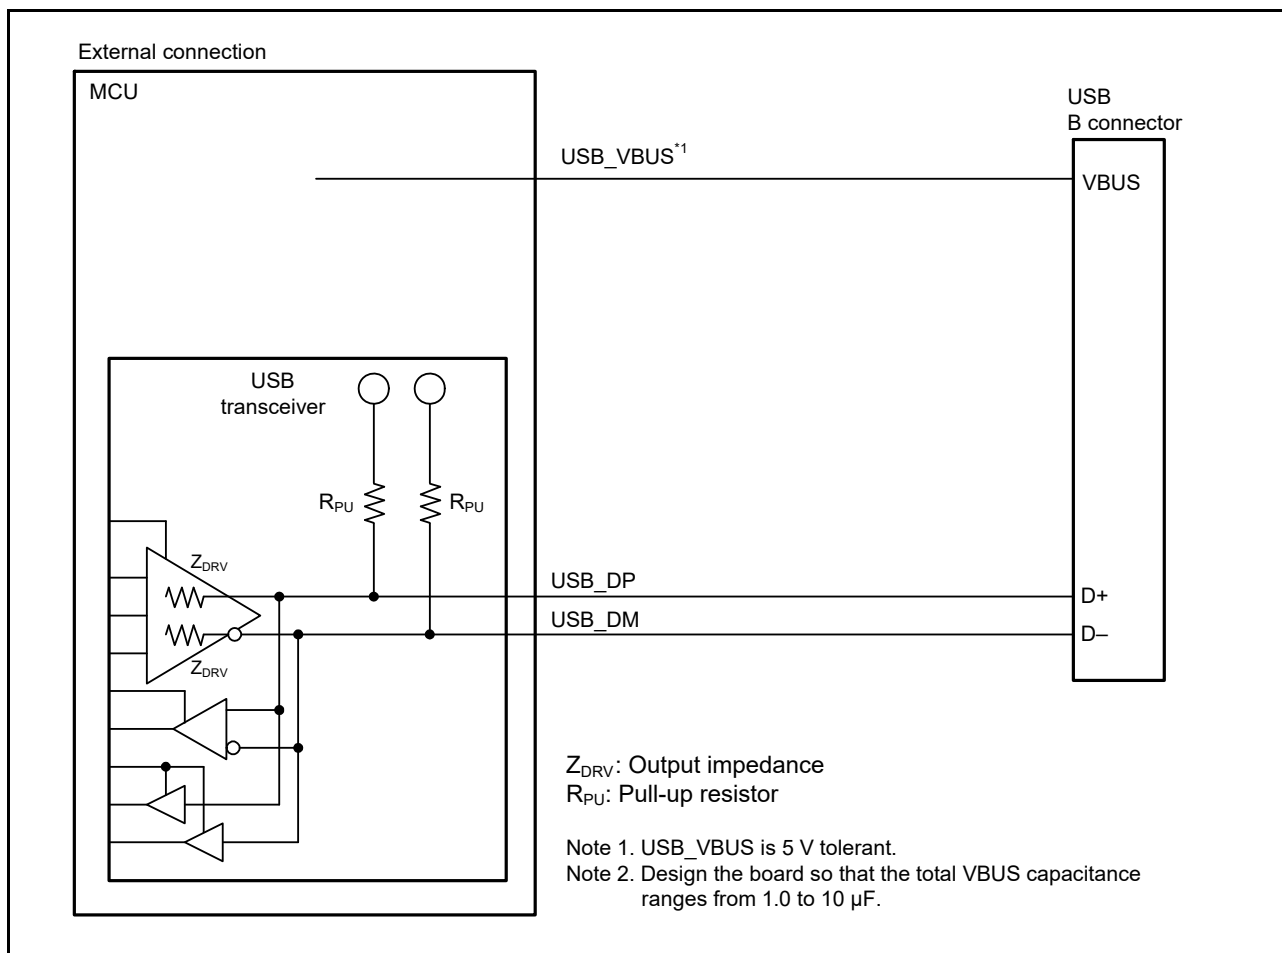 External connection
MCU
USB
B connector
USB_VBUS*1
VBUS
USB
transceiver
RPU
RPU
ZDRV
USB_DP
D+
USB_DM
D–
ZDRV
ZDRV: Output impedance
RPU: Pull-up resistor
Note 1. USB_VBUS is 5 V tolerant.
Note 2. Design the board so that the total VBUS capacitance
ranges from 1.0 to 10 µF.